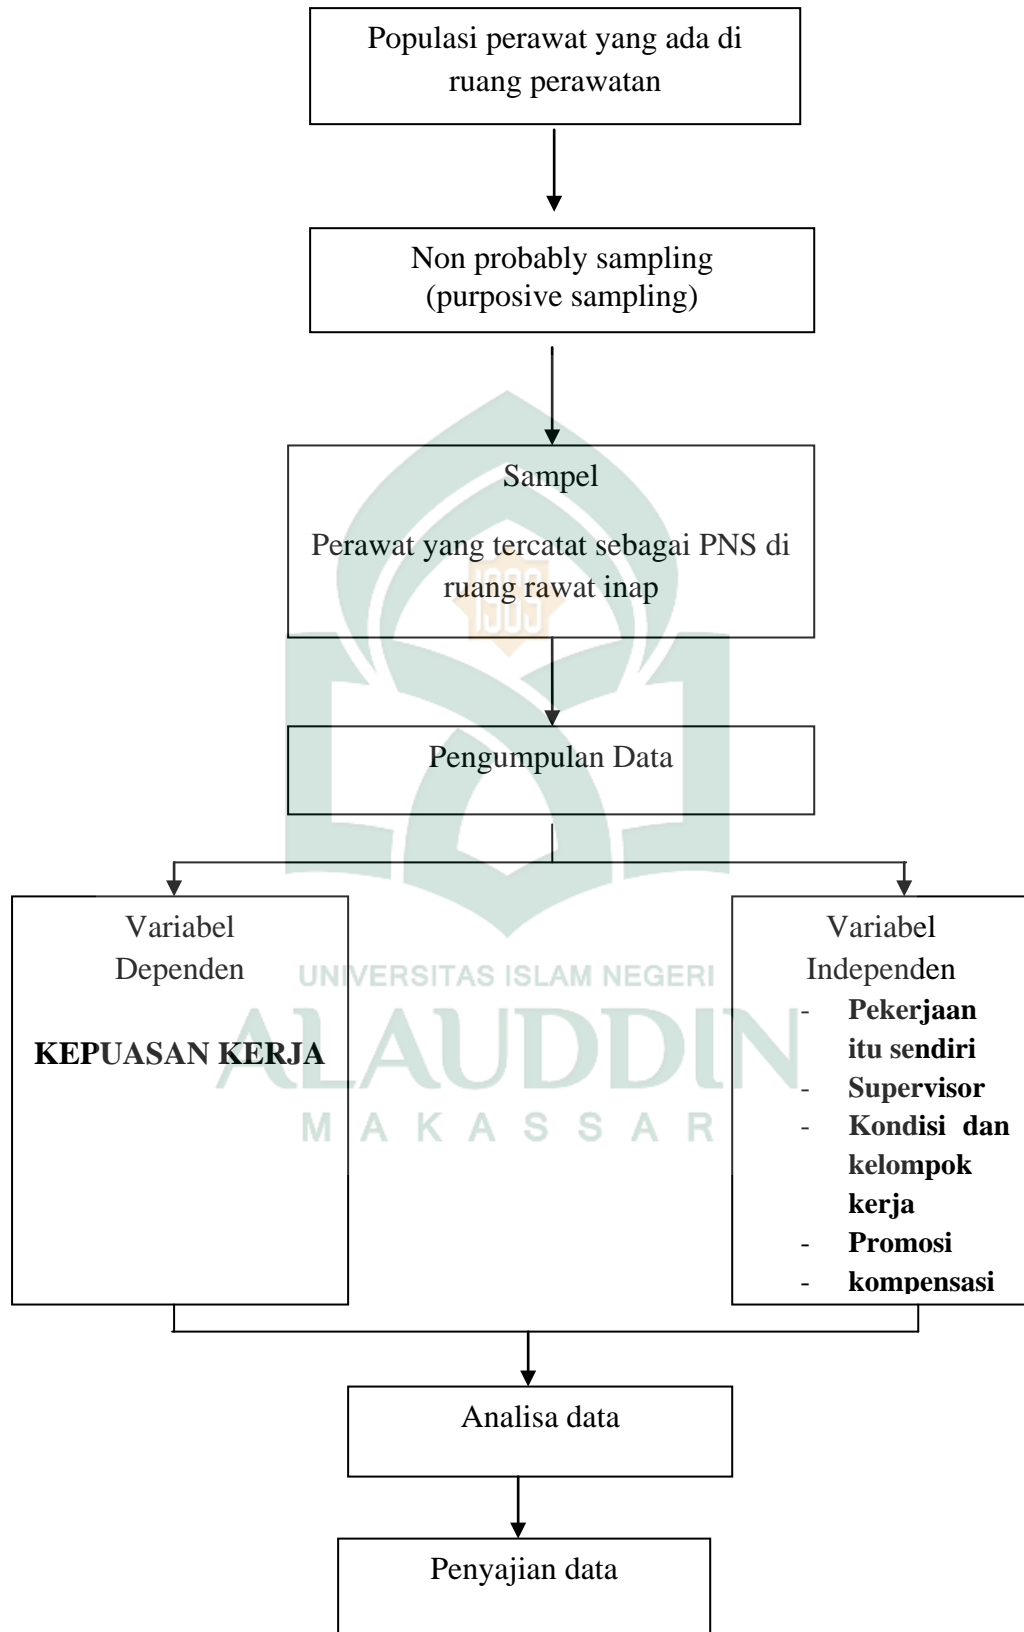 Populasi perawat yang ada di
ruang perawatan
Non probably sampling
(purposive sampling)
Sampel
Perawat yang tercatat sebagai PNS di
ruang rawat inap
1909
Pengumpulan Data
Variabel
Dependen
KEPUASAN KERJA
Variabel
Independen
- Pekerjaan
itu sendiri
- Supervisor
- Kondisi dan
kelompok
kerja
- Promosi
- kompensasi
UNIVERSITAS ISLAM NEGERI
ALAUDDIN
MAKASSAR
Analisa data
Penyajian data